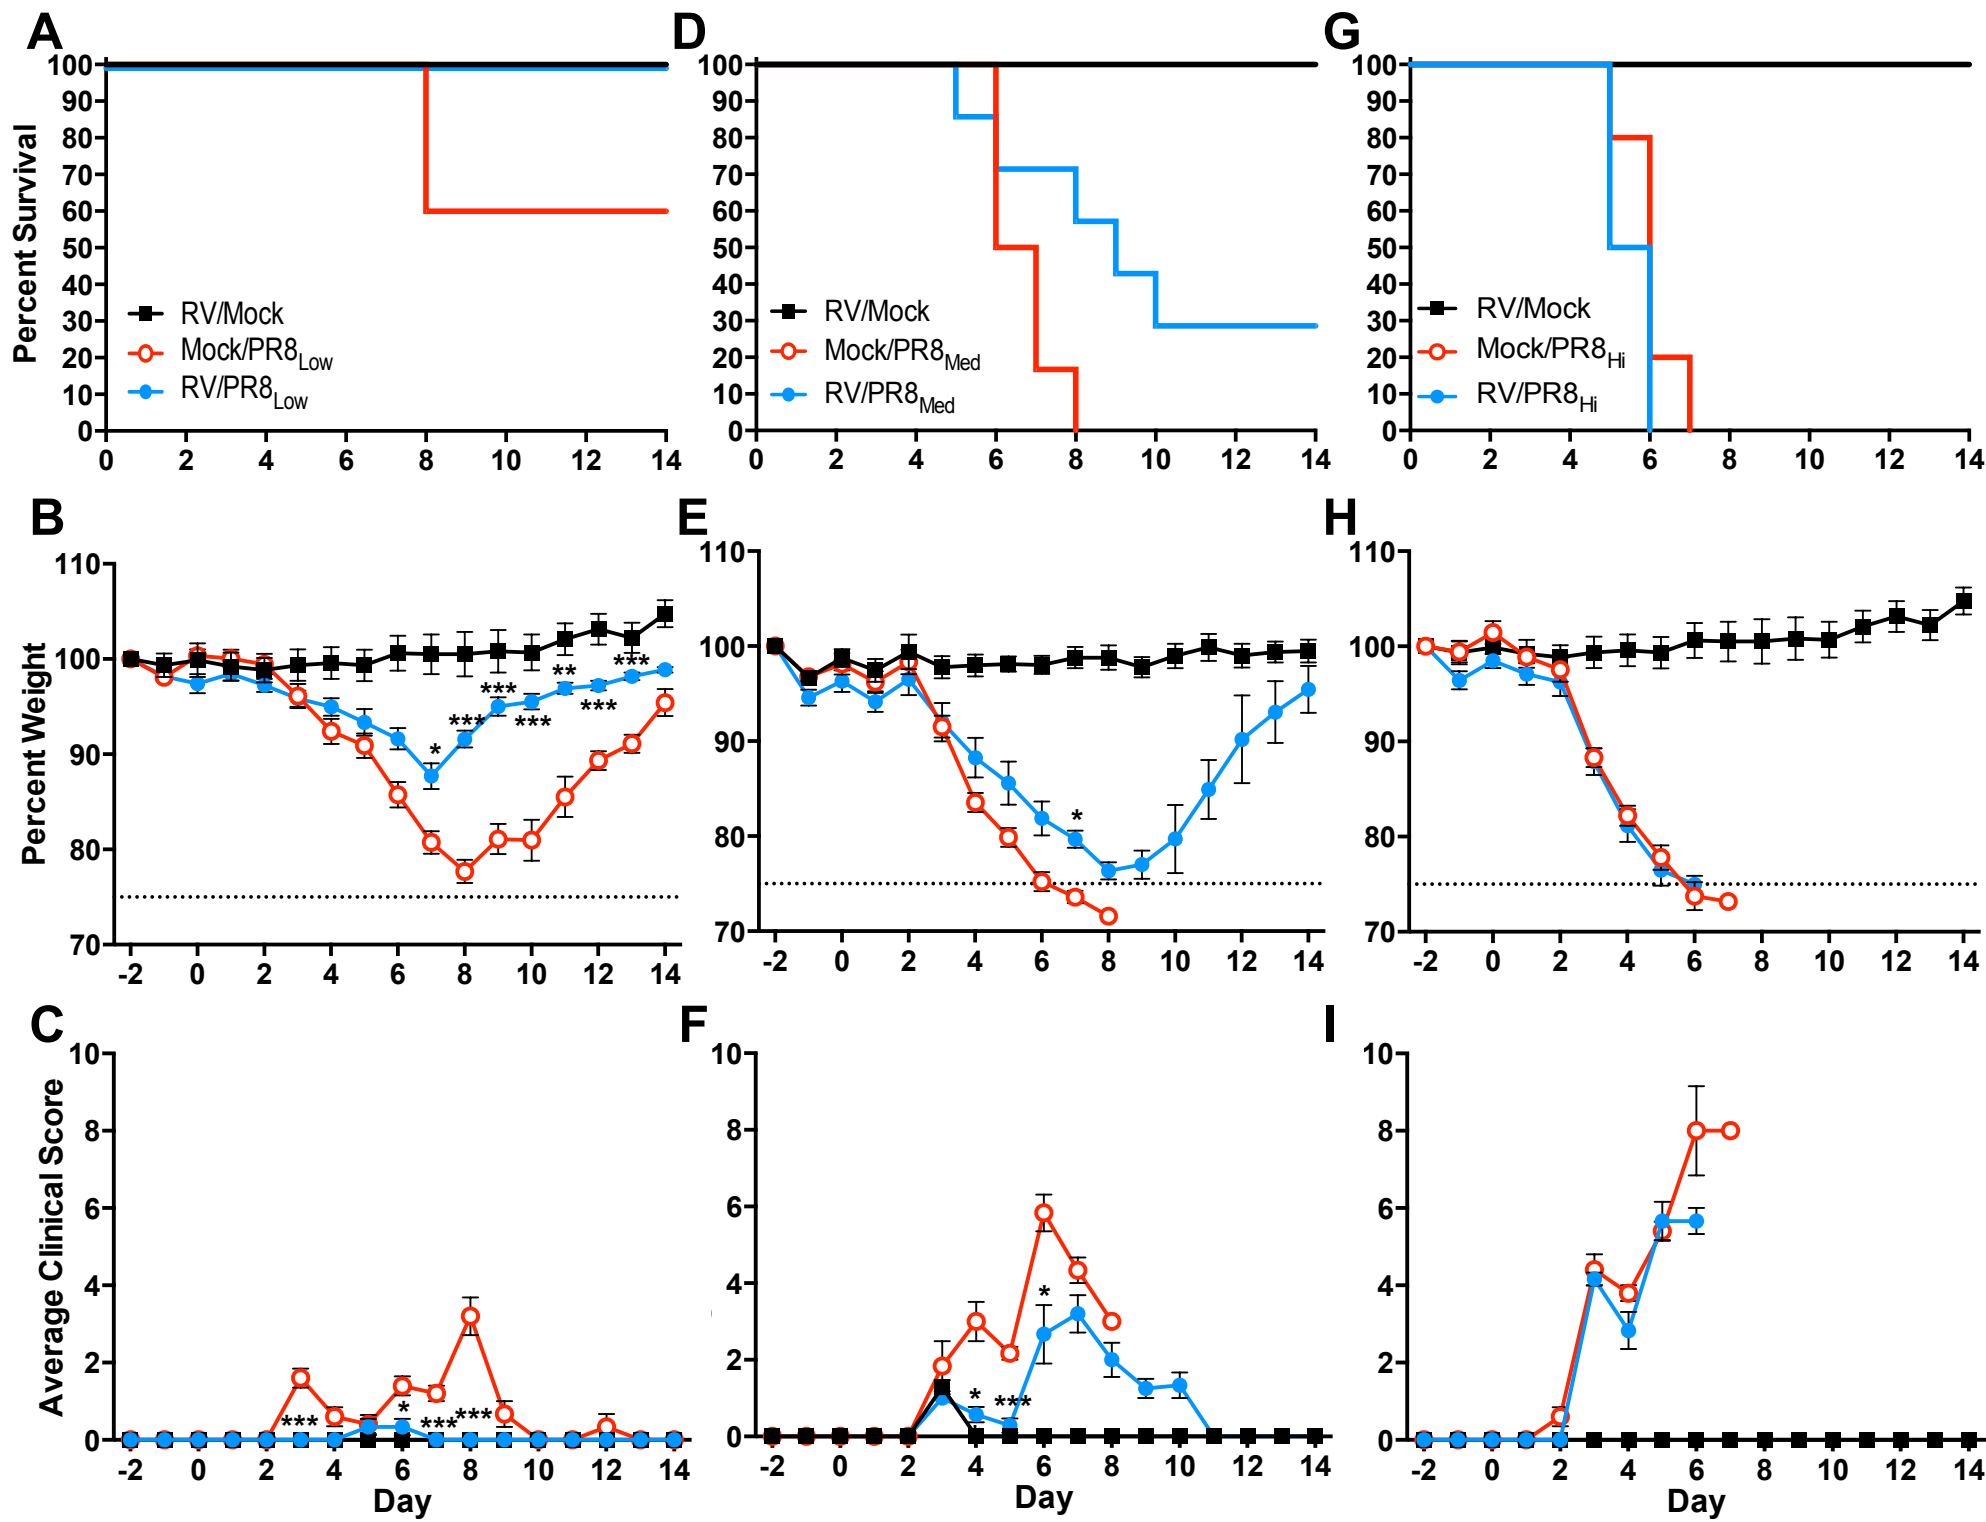 A
D
G
Percent Survival
100
90
80
70
60
50
40
30
20
10
0
RV/Mock
Mock/PR8Low
RV/PR8Low
0 2 4 6 8 10 12 14
100
90
80
70
60
50
40
30
20
10
0
RV/Mock
Mock/PR8Med
RV/PR8Med
0 2 4 6 8 10 12 14
100
90
80
70
60
50
40
30
20
10
0
RV/Mock
Mock/PR8Hi
RV/PR8Hi
0 2 4 6 8 10 12 14
B
E
H
Percent Weight
110
100
90
80
70
* *** *** *** ** *** ***
-2 0 2 4 6 8 10 12 14
110
100
90
80
70
*
-2 0 2 4 6 8 10 12 14
110
100
90
80
70
-2 0 2 4 6 8 10 12 14
C
F
I
Average Clinical Score
10
8
6
4
2
0
*** * *** ***
-2 0 2 4 6 8 10 12 14
Day
10
8
6
4
2
0
* *** *
-2 0 2 4 6 8 10 12 14
Day
10
8
6
4
2
0
-2 0 2 4 6 8 10 12 14
Day